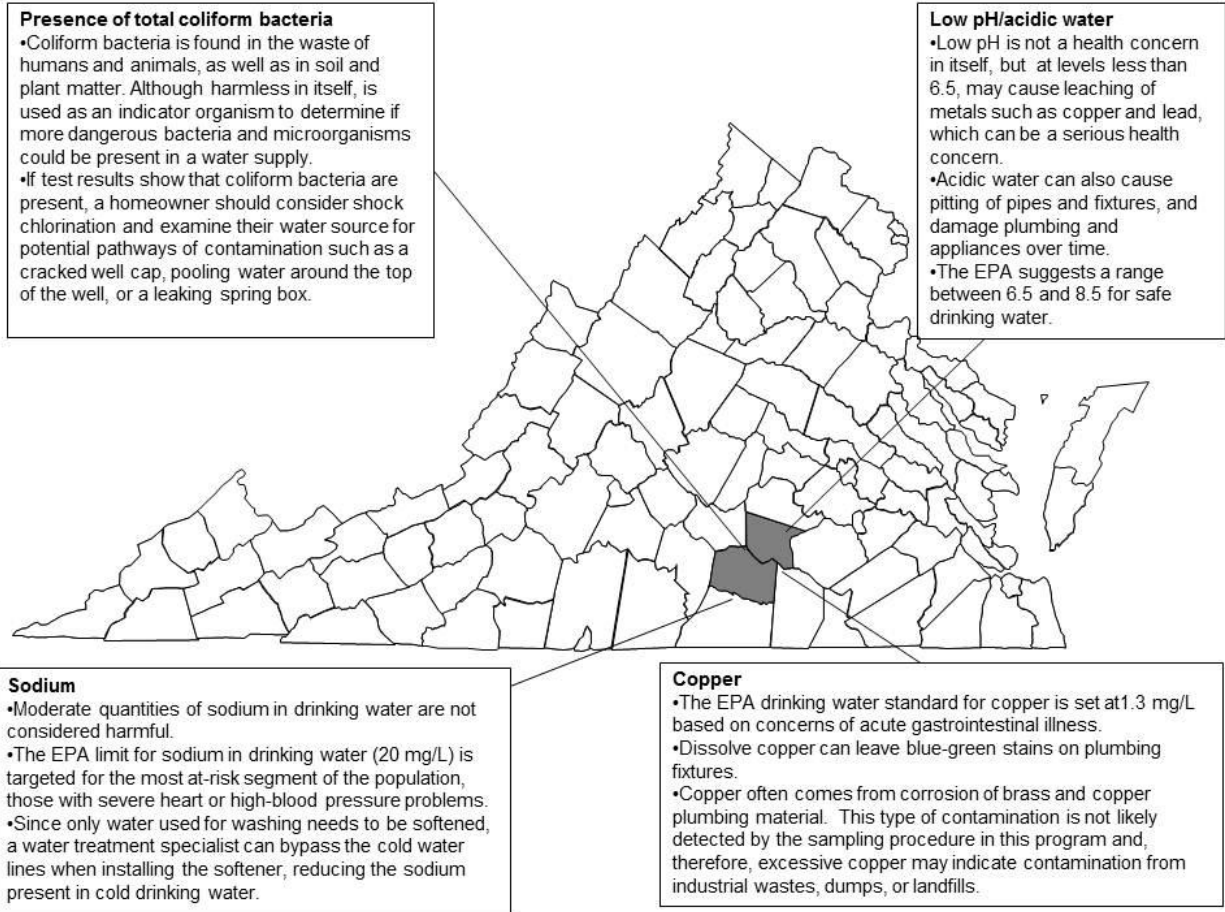 Presence of total coliform bacteria
•Coliform bacteria is found in the waste of
humans and animals, as well as in soil and
plant matter. Although harmless in itself, is
used as an indicator organism to determine if
more dangerous bacteria and microorganisms
could be present in a water supply.
•If test results show that coliform bacteria are
present, a homeowner should consider shock
chlorination and examine their water source for
potential pathways of contamination such as a
cracked well cap, pooling water around the top
of the well, or a leaking spring box.
Low pH/acidic water
•Low pH is not a health concern
in itself, but at levels less than
6.5, may cause leaching of
metals such as copper and lead,
which can be a serious health
concern.
•Acidic water can also cause
pitting of pipes and fixtures, and
damage plumbing and
appliances over time.
•The EPA suggests a range
between 6.5 and 8.5 for safe
drinking water.
Sodium
•Moderate quantities of sodium in drinking water are not
considered harmful.
•The EPA limit for sodium in drinking water (20 mg/L) is
targeted for the most at-risk segment of the population,
those with severe heart or high-blood pressure problems.
•Since only water used for washing needs to be softened,
a water treatment specialist can bypass the cold water
lines when installing the softener, reducing the sodium
present in cold drinking water.
Copper
•The EPA drinking water standard for copper is set at1.3 mg/L
based on concerns of acute gastrointestinal illness.
•Dissolve copper can leave blue-green stains on plumbing
fixtures.
•Copper often comes from corrosion of brass and copper
plumbing material. This type of contamination is not likely
detected by the sampling procedure in this program and,
therefore, excessive copper may indicate contamination from
industrial wastes, dumps, or landfills.